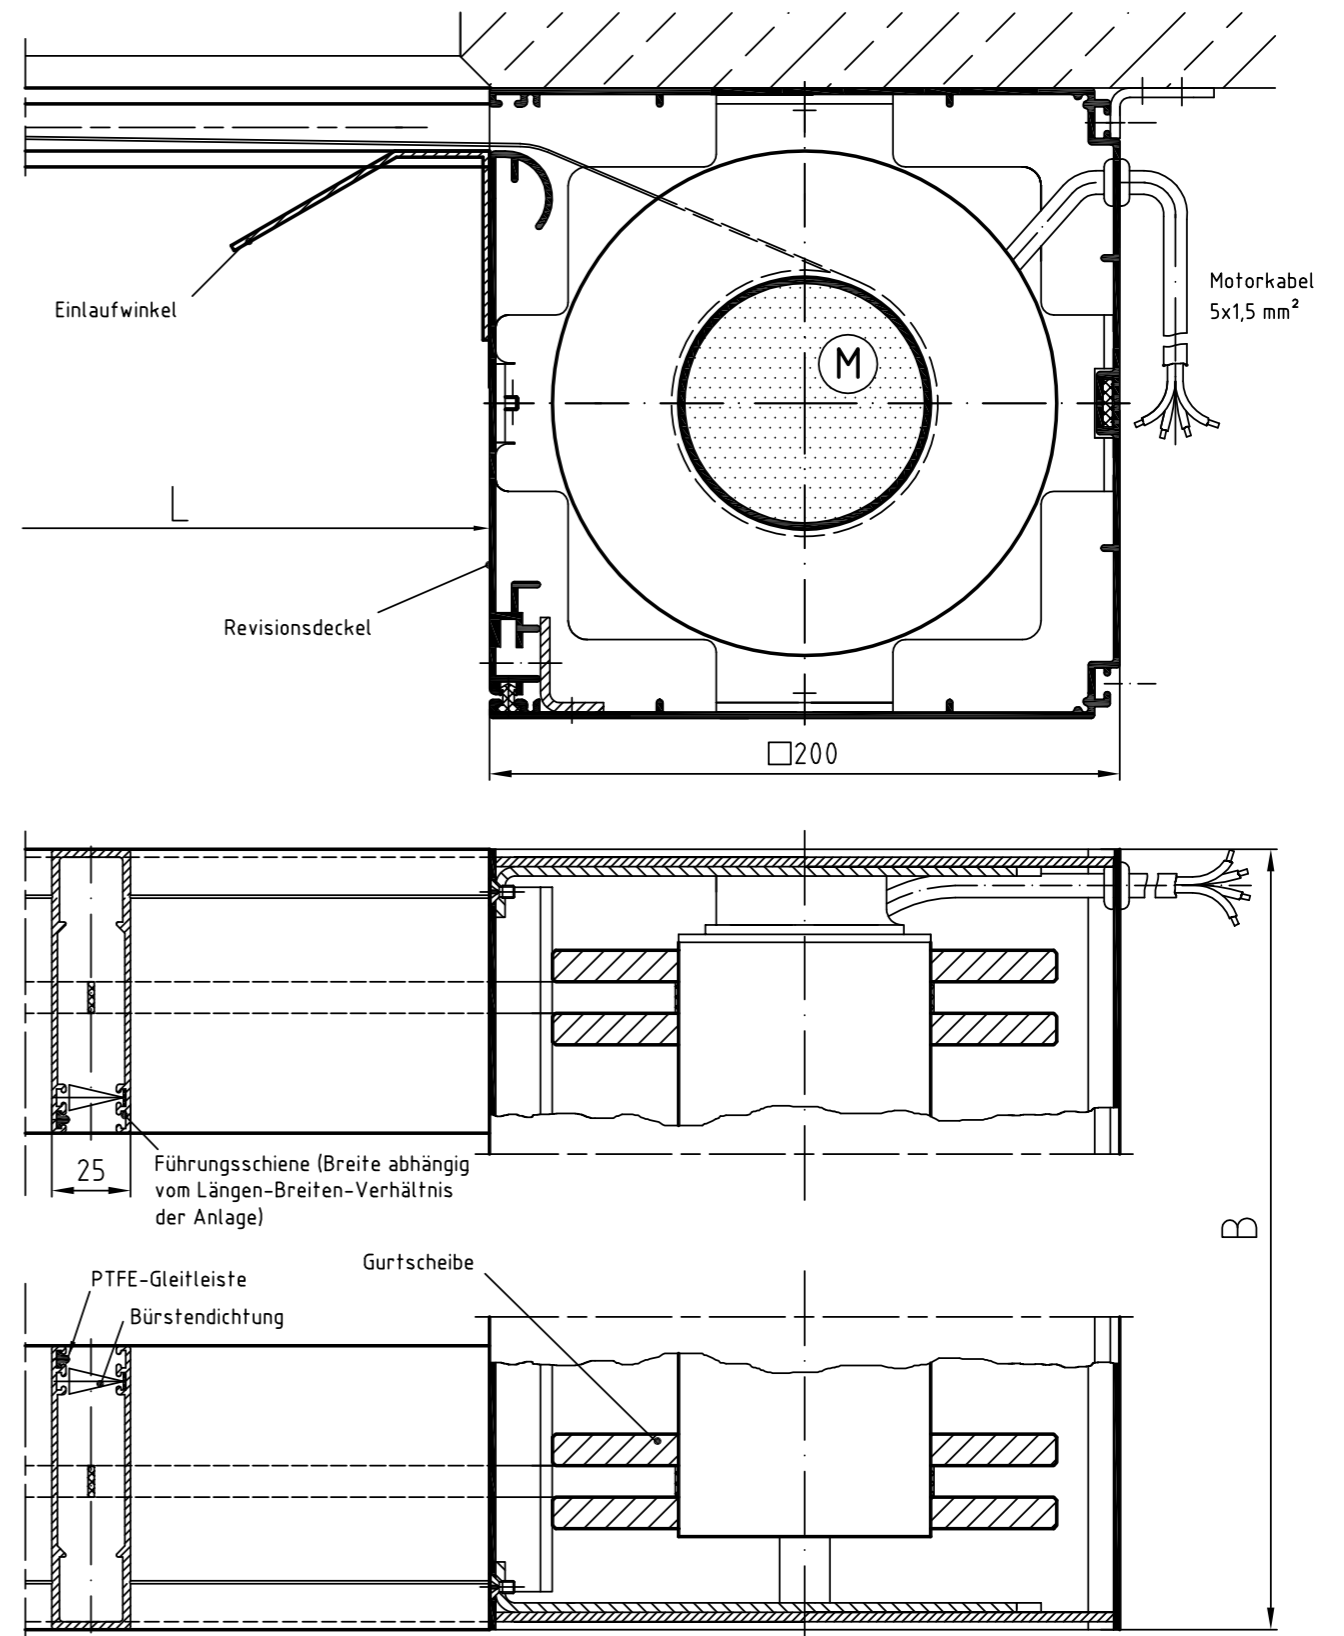 Einlaufwinkel
Motorkabel
5x1,5 mm²
M
L
Revisionsdeckel
□200
25
Führungsschiene (Breite abhängig
vom Längen-Breiten-Verhältnis
der Anlage)
B
Gurtscheibe
PTFE-Gleitleiste
Bürstendichtung